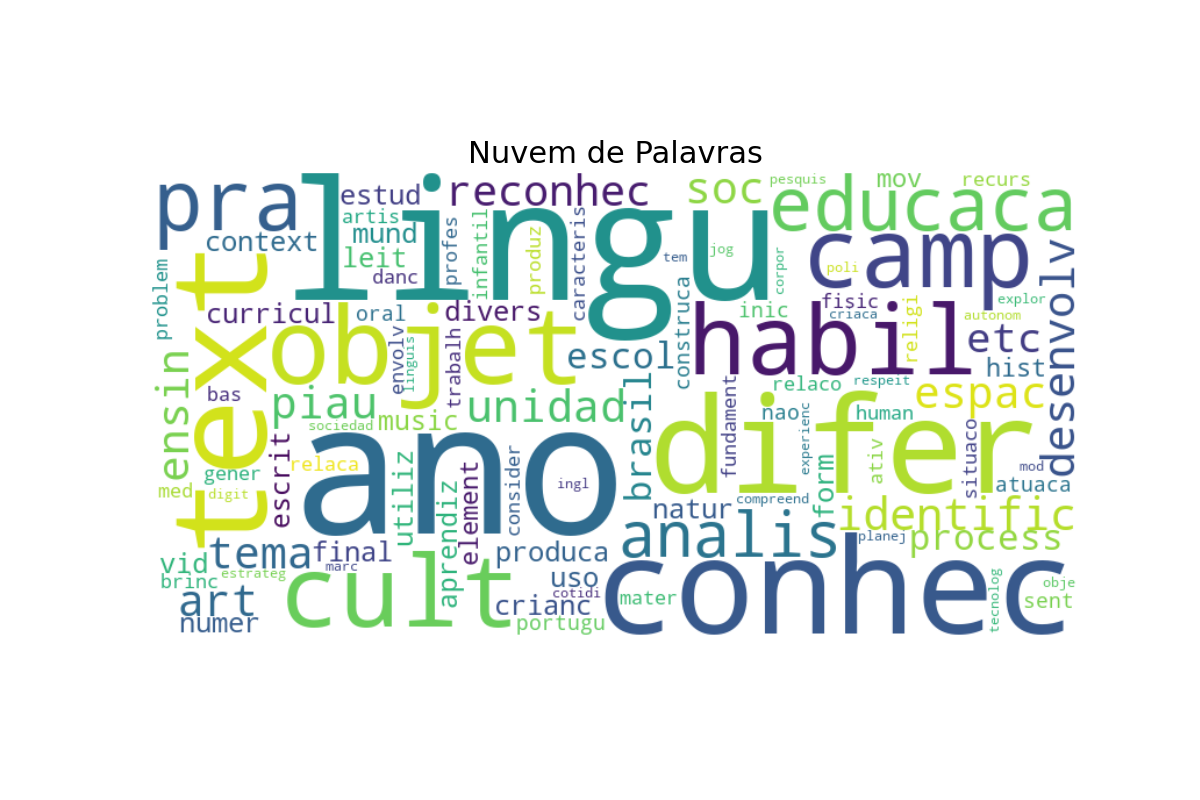 Nuvem de Palavras
pra
lingu
estud
reconhec
soc
pesquis
mov
recurs
educaca
artis
context
mund
leit
danc
profes
infantil
produz
caracteris
tem
jog
corpor
camp
poli
problem
text
curricul
oral
divers
objet
envolv
linguis
trabalh
escol
construca
habil
inic
fisic
criaca
religi
explor
autonom
etc
hist
desenvolv
ensin
bas
piau
sociedad
music
unidad
brasil
relaco
respeit
espac
nao
human
fundament
experienc
difer
ano
escrit
relaca
gener
med
digit
utiliz
aprendiz
element
consider
ingl
natur
compreend
form
ativ
situaco
mod
atuaca
identific
analis
planej
process
tema
final
marc
produca
vid
brinc
estrateg
art
numer
cult
uso
cotidi
crianc
portugu
mater
conhec
tecnolog
obje
sent